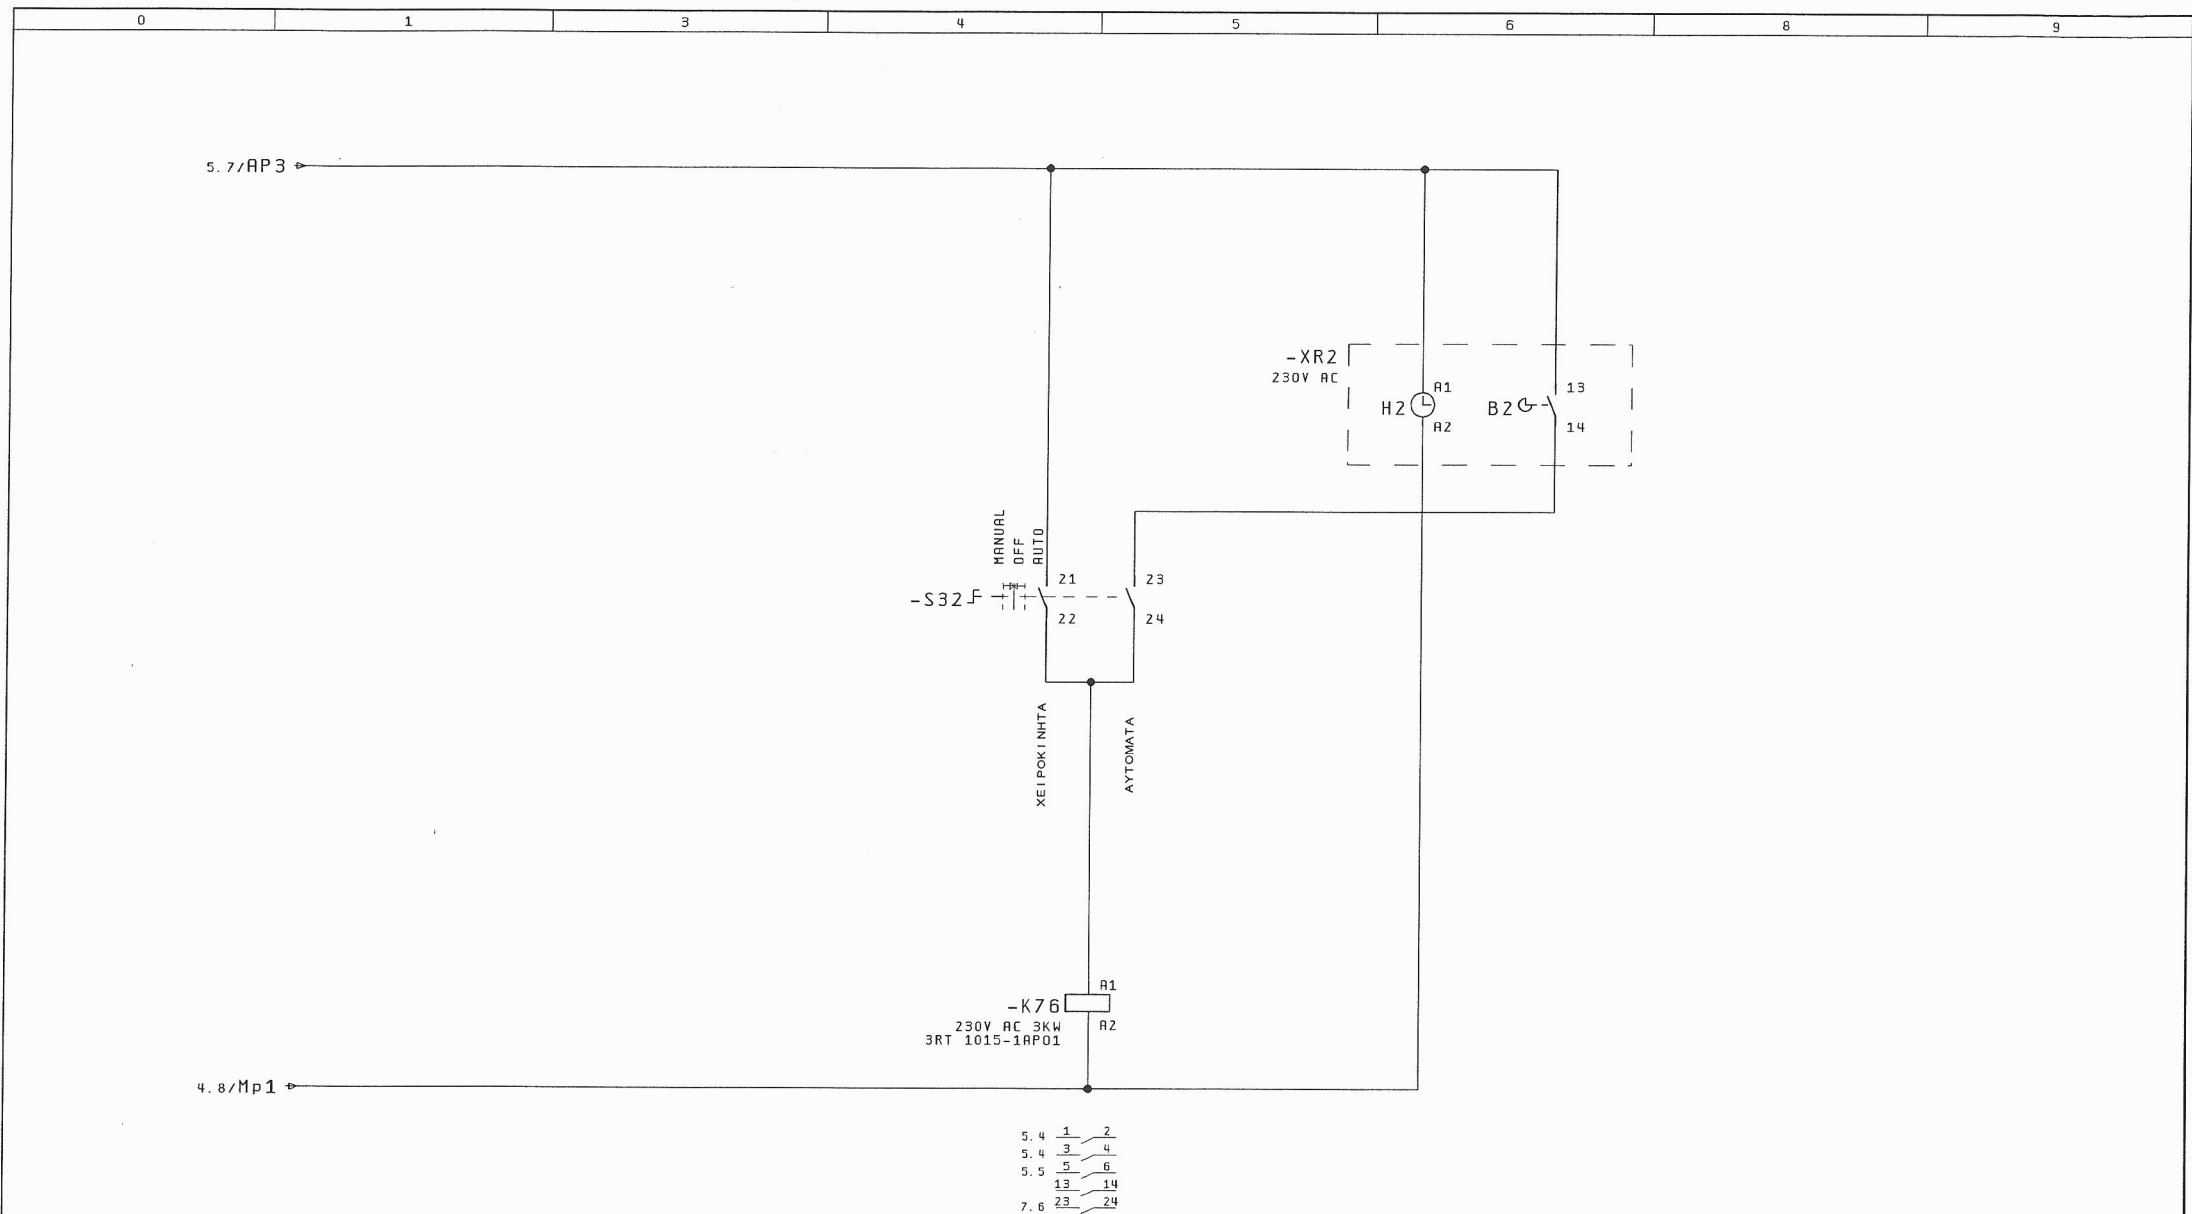 0 1 3 4 5 6 8 9
5.7/AP3
-XR2
230V AC
A1
H2
A2
B2
13
14
MANUAL
OFF
AUTO
-S32
21
22
23
24
ΧΕΙΡΟΚΙΝΗΤΑ
ΑΥΤΟΜΑΤΑ
A1
-K76
A2
230V AC 3KW
3RT 1015-1AP01
4.8/Mp1
5.4 1 2
5.4 3 4
5.5 5 6
13 14
7.6 23 24